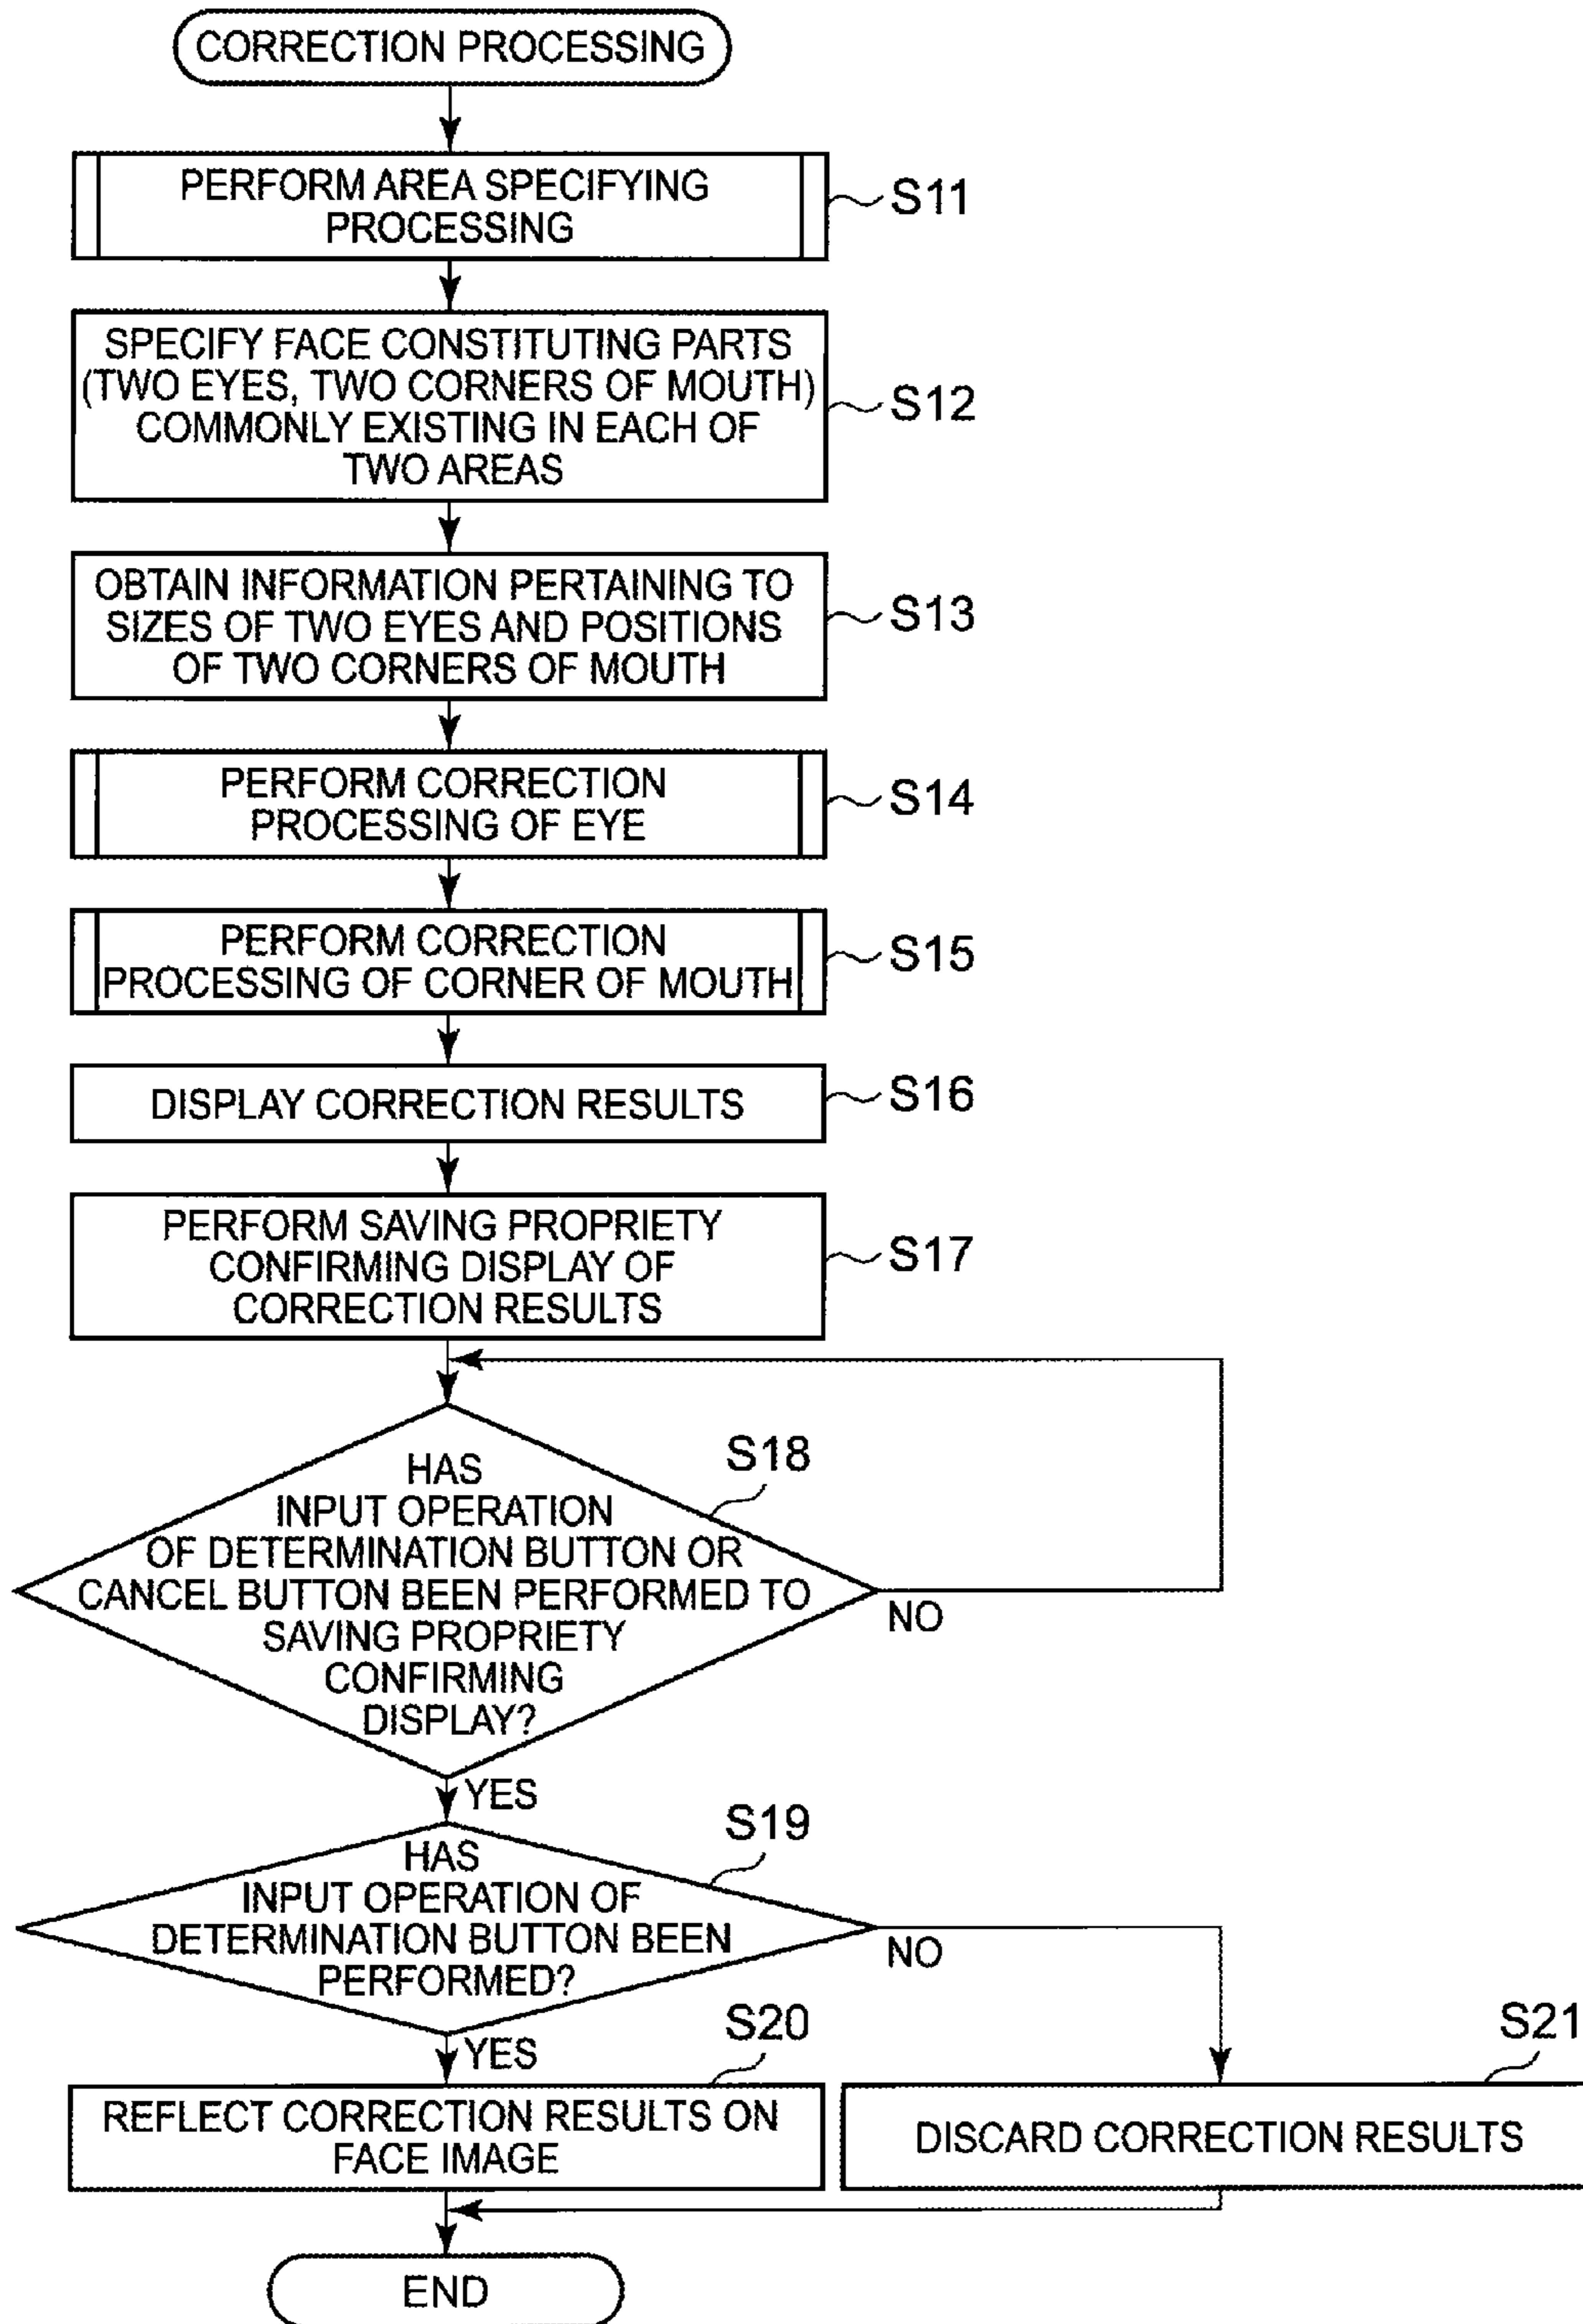 CORRECTION PROCESSING
PERFORM AREA SPECIFYING
PROCESSING
S11
SPECIFY FACE CONSTITUTING PARTS
(TWO EYES, TWO CORNERS OF MOUTH)
COMMONLY EXISTING IN EACH OF
TWO AREAS
S12
OBTAIN INFORMATION PERTAINING TO
SIZES OF TWO EYES AND POSITIONS
OF TWO CORNERS OF MOUTH
S13
PERFORM CORRECTION
PROCESSING OF EYE
S14
PERFORM CORRECTION
PROCESSING OF CORNER OF MOUTH
S15
DISPLAY CORRECTION RESULTS
S16
PERFORM SAVING PROPRIETY
CONFIRMING DISPLAY OF
CORRECTION RESULTS
S17
S18
HAS
INPUT OPERATION
OF DETERMINATION BUTTON OR
CANCEL BUTTON BEEN PERFORMED TO
SAVING PROPRIETY
CONFIRMING
DISPLAY?
NO
YES
S19
HAS
INPUT OPERATION OF
DETERMINATION BUTTON BEEN
PERFORMED?
NO
YES
S20
REFLECT CORRECTION RESULTS ON
FACE IMAGE
S21
DISCARD CORRECTION RESULTS
END